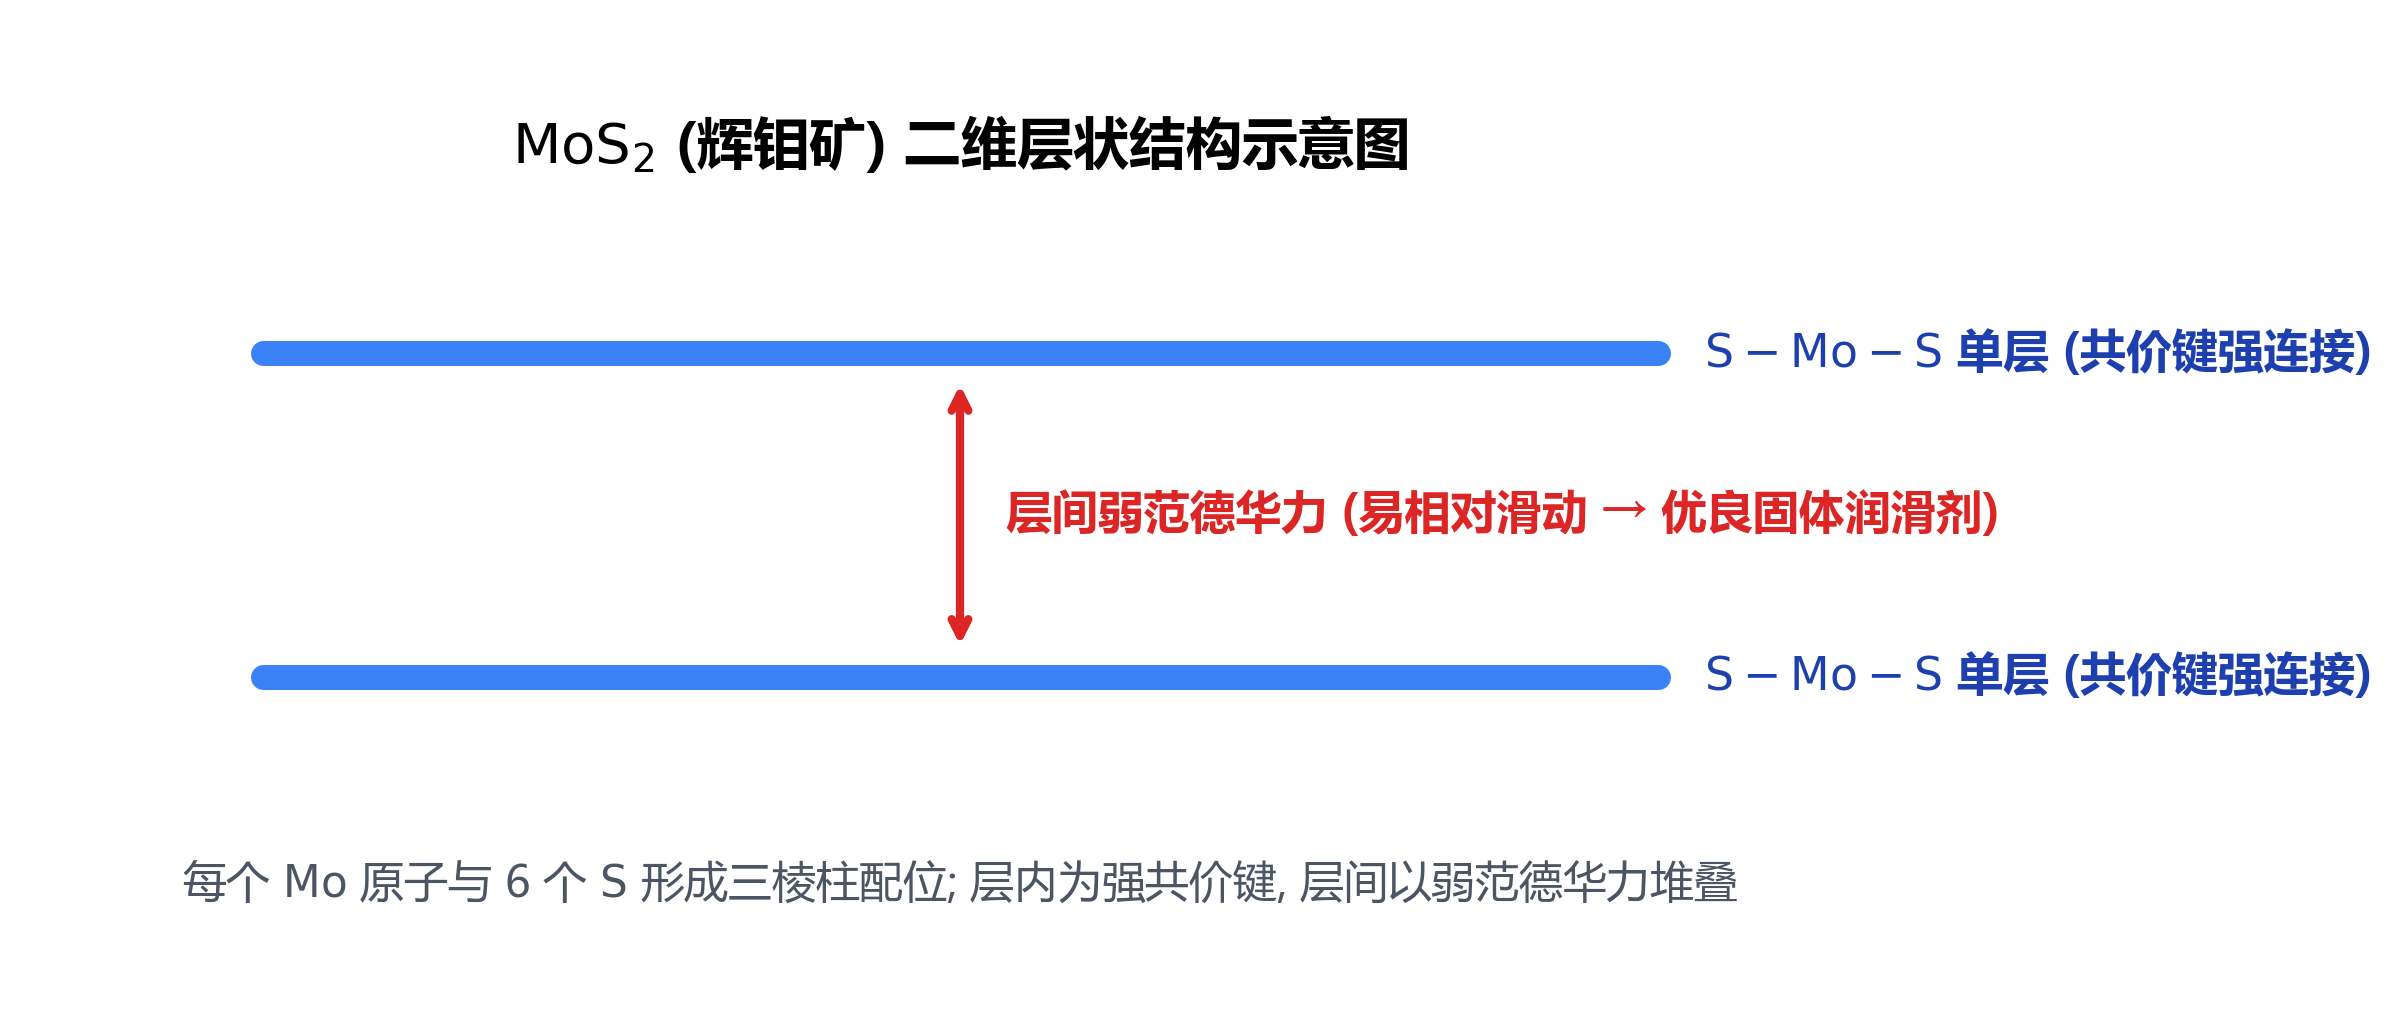 MoS₂ (辉钼矿) 二维层状结构示意图
S − Mo − S 单层 (共价键强连接)
层间弱范德华力 (易相对滑动 → 优良固体润滑剂)
S − Mo − S 单层 (共价键强连接)
每个 Mo 原子与 6 个 S 形成三棱柱配位; 层内为强共价键, 层间以弱范德华力堆叠